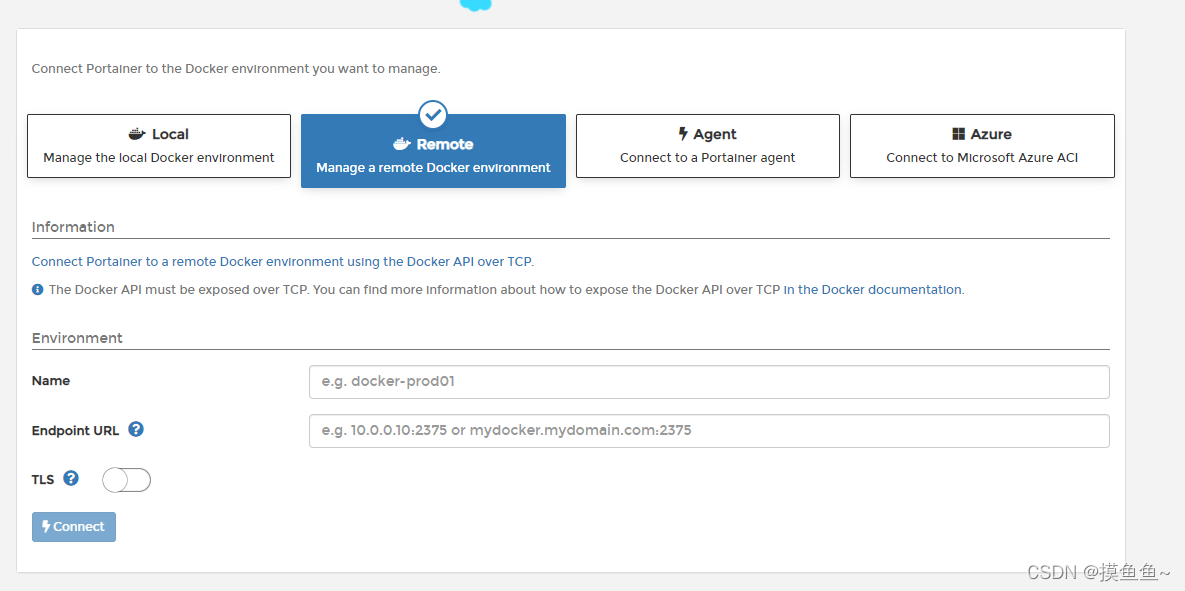 Connect Portainer to the Docker environment you want to manage.
Local
Manage the local Docker environment
Remote
Manage a remote Docker environment
Agent
Connect to a Portainer agent
Azure
Connect to Microsoft Azure ACI
Information
Connect Portainer to a remote Docker environment using the Docker API over TCP.
The Docker API must be exposed over TCP. You can find more information about how to expose the Docker API over TCP in the Docker documentation.
Environment
Name
e.g. docker-prod01
Endpoint URL
e.g. 10.0.0.10:2375 or mydocker.mydomain.com:2375
TLS
Connect
CSDN @摸鱼鱼~